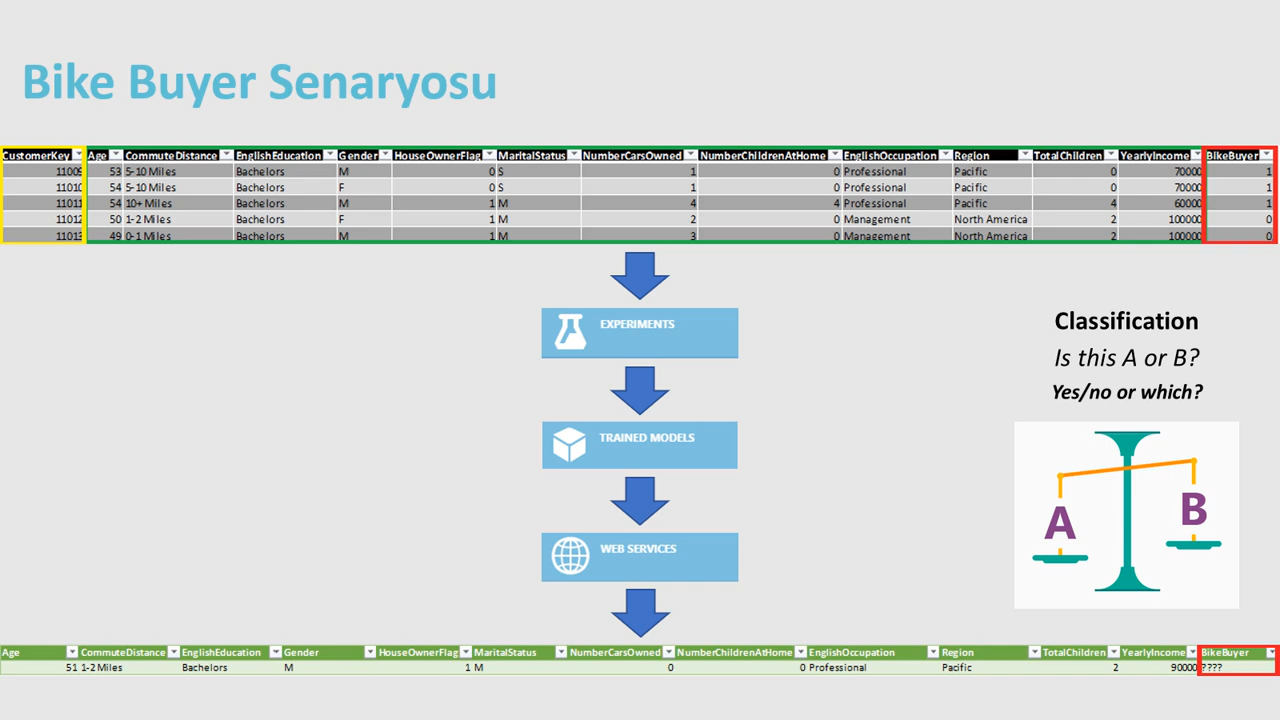 Bike Buyer Senaryosu
CustomerKey Age CommuteDistance EnglishEducation Gender HouseOwnerFlag MaritalStatus NumberCarsOwned NumberChildrenAtHome EnglishOccupation Region TotalChildren YearlyIncome BikeBuyer
11009 53 5-10 Miles Bachelors M 0 S 1 0 Professional Pacific 0 70000 1
11010 54 5-10 Miles Bachelors F 0 S 1 0 Professional Pacific 0 70000 1
11011 54 10+ Miles Bachelors M 1 M 4 4 Professional Pacific 4 60000 1
11012 50 1-2 Miles Bachelors F 1 M 2 0 Management North America 2 100000 0
11013 49 0-1 Miles Bachelors M 1 M 3 0 Management North America 2 100000 0
EXPERIMENTS
TRAINED MODELS
WEB SERVICES
Classification
Is this A or B?
Yes/no or which?
A B
Age CommuteDistance EnglishEducation Gender HouseOwnerFlag MaritalStatus NumberCarsOwned NumberChildrenAtHome EnglishOccupation Region TotalChildren YearlyIncome BikeBuyer
51 1-2 Miles Bachelors M 1 M 0 0 Professional Pacific 2 90000 ????